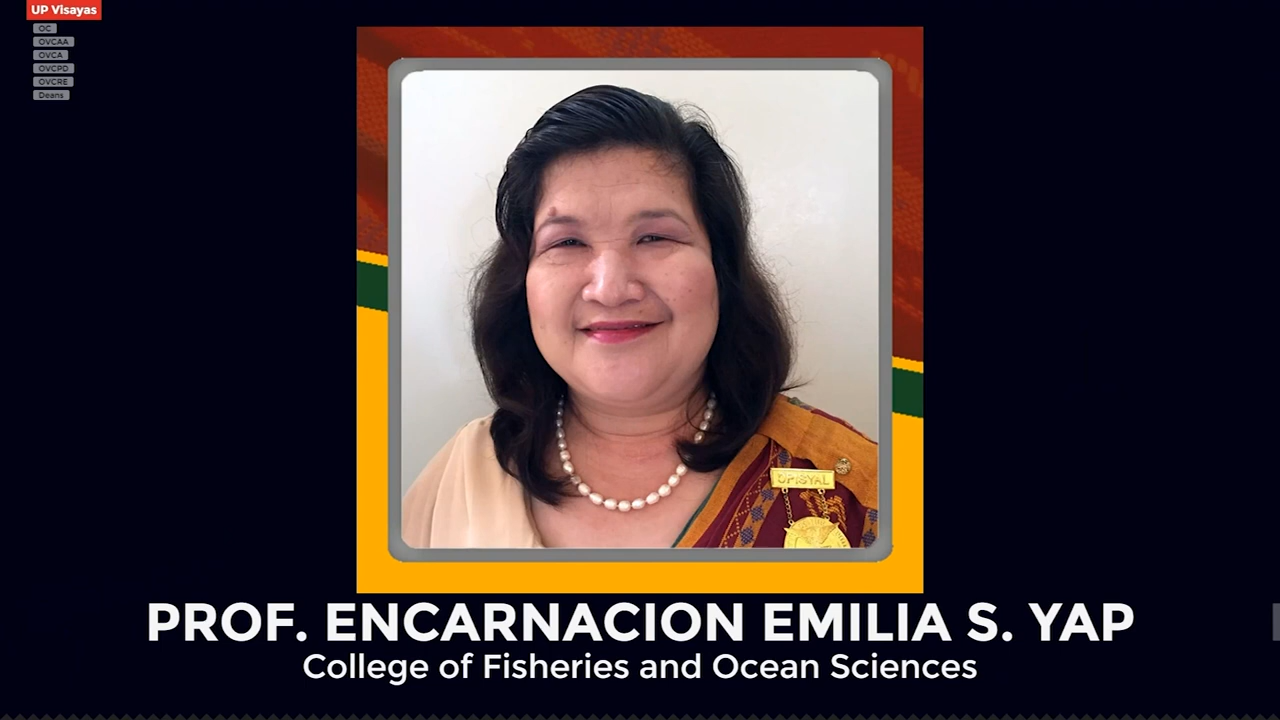 UP Visayas
OC
OVCAA
OVCA
OVCPD
OVCRE
Deans
OPISYAL
PROF. ENCARNACION EMILIA S. YAP
College of Fisheries and Ocean Sciences